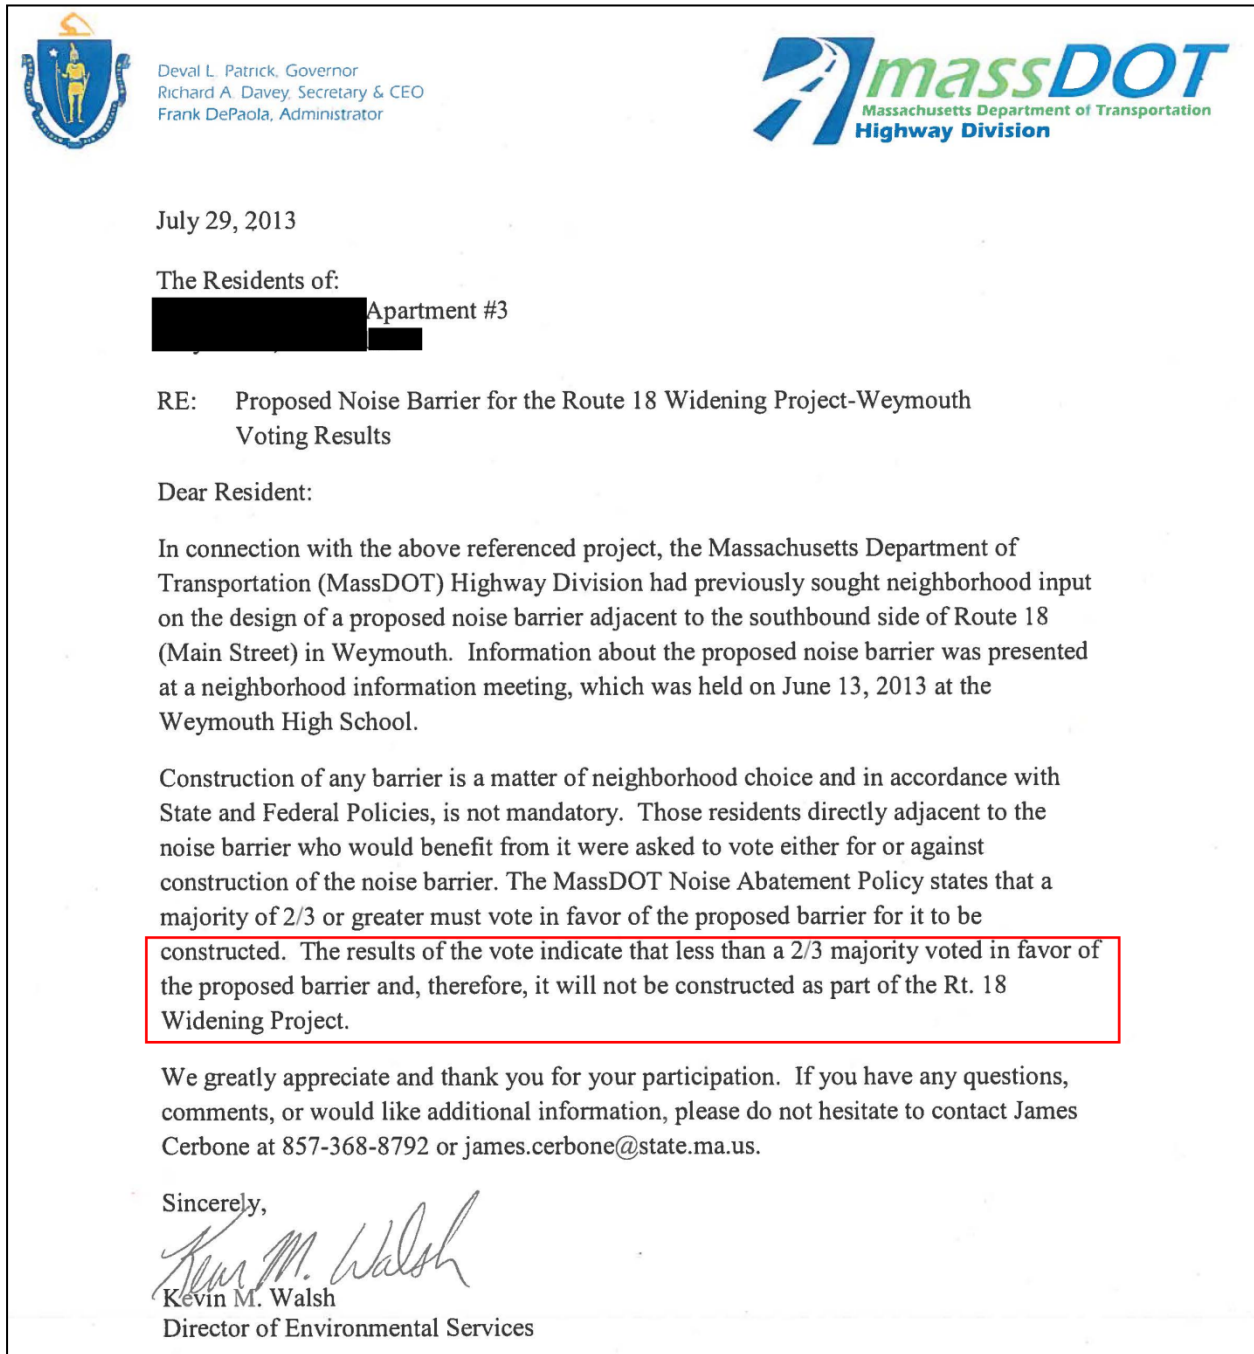 Deval L. Patrick, Governor
Richard A. Davey, Secretary & CEO
Frank DePaola, Administrator
massDOT
Massachusetts Department of Transportation
Highway Division
July 29, 2013
The Residents of:
Apartment #3
RE: Proposed Noise Barrier for the Route 18 Widening Project-Weymouth
Voting Results
Dear Resident:
In connection with the above referenced project, the Massachusetts Department of
Transportation (MassDOT) Highway Division had previously sought neighborhood input
on the design of a proposed noise barrier adjacent to the southbound side of Route 18
(Main Street) in Weymouth. Information about the proposed noise barrier was presented
at a neighborhood information meeting, which was held on June 13, 2013 at the
Weymouth High School.
Construction of any barrier is a matter of neighborhood choice and in accordance with
State and Federal Policies, is not mandatory. Those residents directly adjacent to the
noise barrier who would benefit from it were asked to vote either for or against
construction of the noise barrier. The MassDOT Noise Abatement Policy states that a
majority of 2/3 or greater must vote in favor of the proposed barrier for it to be
constructed. The results of the vote indicate that less than a 2/3 majority voted in favor of
the proposed barrier and, therefore, it will not be constructed as part of the Rt. 18
Widening Project.
We greatly appreciate and thank you for your participation. If you have any questions,
comments, or would like additional information, please do not hesitate to contact James
Cerbone at 857-368-8792 or james.cerbone@state.ma.us.
Sincerely,
Kevin M. Walsh
Kevin M. Walsh
Director of Environmental Services